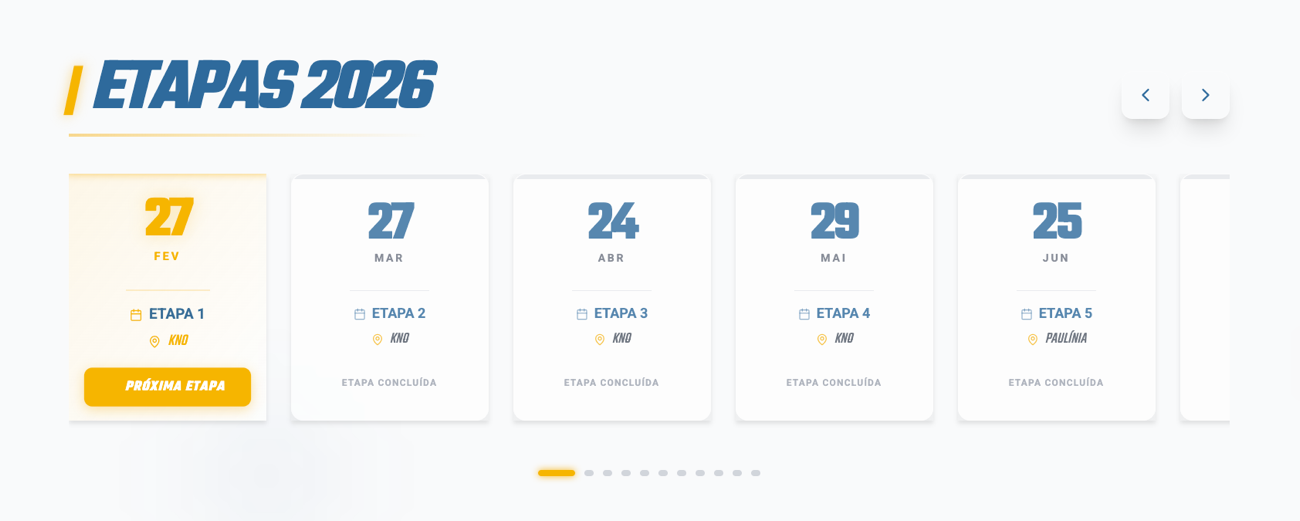 ETAPAS 2026
27
FEV
ETAPA 1
KNO
PRÓXIMA ETAPA
27
MAR
ETAPA 2
KNO
ETAPA CONCLUÍDA
24
ABR
ETAPA 3
KNO
ETAPA CONCLUÍDA
29
MAI
ETAPA 4
KNO
ETAPA CONCLUÍDA
25
JUN
ETAPA 5
PAULÍNIA
ETAPA CONCLUÍDA